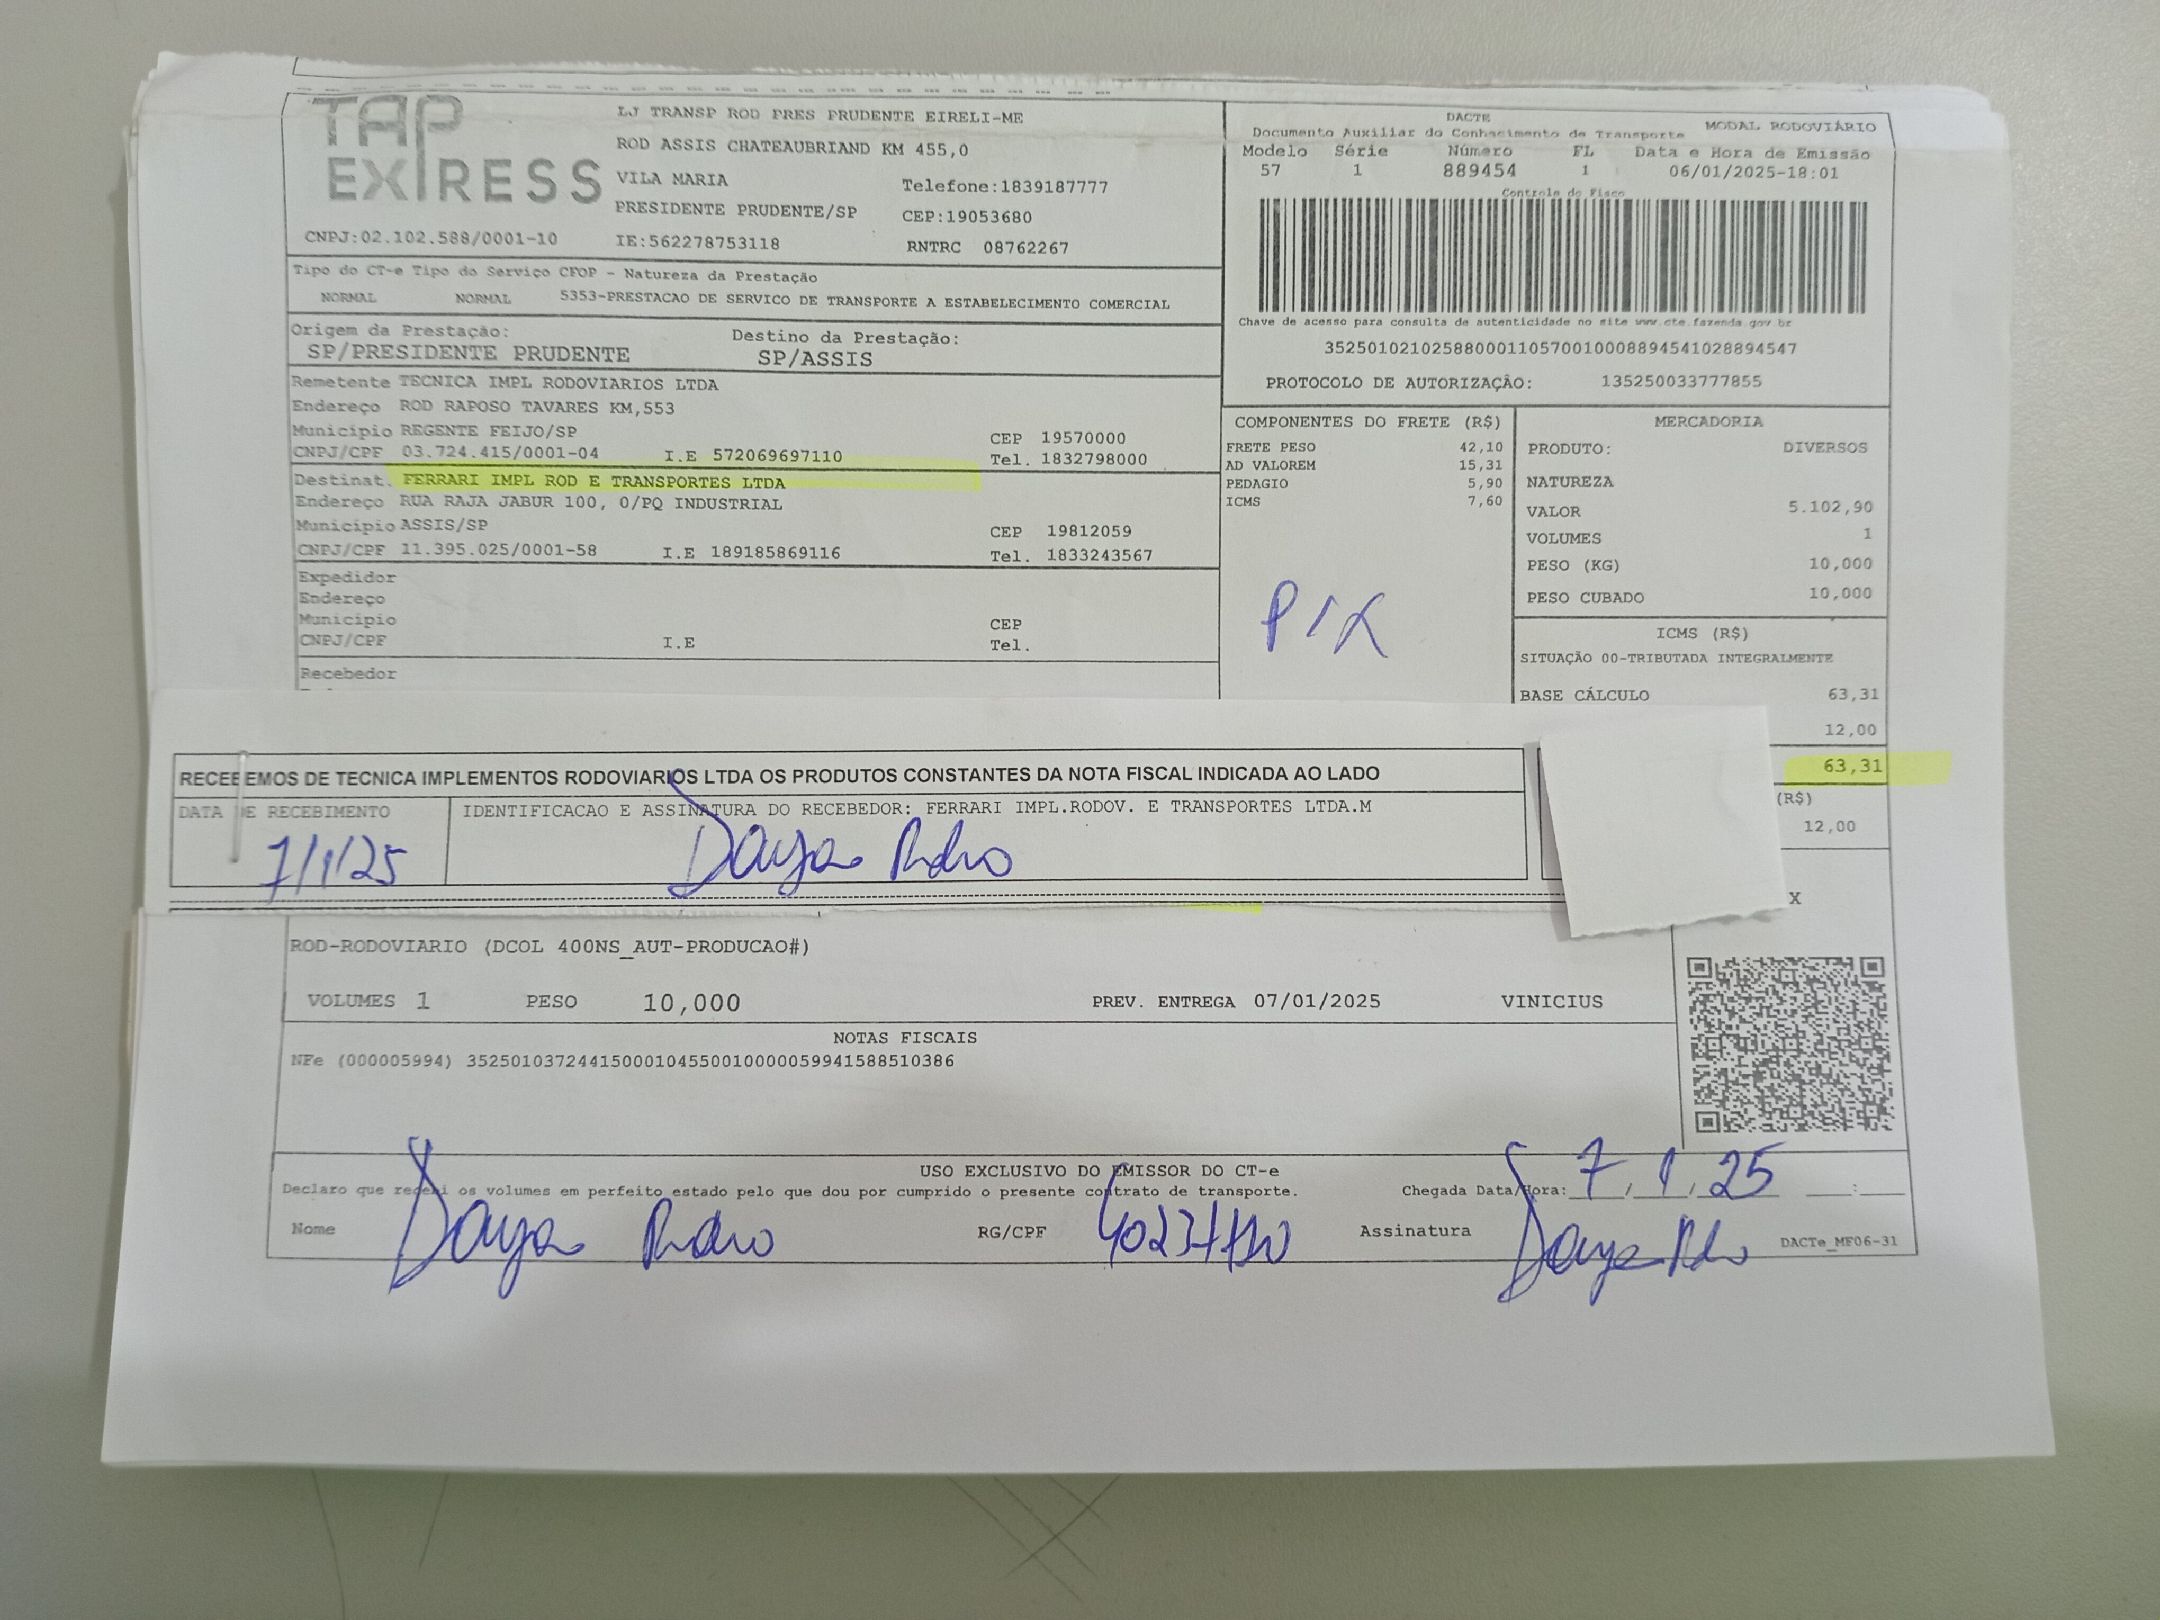 TAP EXPRESS
LJ TRANSP ROD PRES PRUDENTE EIRELI-ME
ROD ASSIS CHATEAUBRIAND KM 455,0
VILA MARIA Telefone:1839187777
PRESIDENTE PRUDENTE/SP CEP:19053680
CNPJ:02.102.588/0001-10 IE:562278753118 RNTRC 08762267
DACTE
Documento Auxiliar do Conhecimento de Transporte MODAL RODOVIÁRIO
Modelo Série Número FL Data e Hora de Emissão
57 1 889454 1 06/01/2025-18:01
Controle do Fisco
Chave de acesso para consulta de autenticidade no site www.cte.fazenda.gov br
35250102102588000110570010008894541028894547
PROTOCOLO DE AUTORIZAÇÃO: 135250033777855
Tipo do CT-e Tipo do Serviço CFOP - Natureza da Prestação
NORMAL NORMAL 5353-PRESTACAO DE SERVICO DE TRANSPORTE A ESTABELECIMENTO COMERCIAL
Origem da Prestação: Destino da Prestação:
SP/PRESIDENTE PRUDENTE SP/ASSIS
Remetente TECNICA IMPL RODOVIARIOS LTDA
Endereço ROD RAPOSO TAVARES KM,553
Município REGENTE FEIJO/SP CEP 19570000
CNPJ/CPF 03.724.415/0001-04 I.E 572069697110 Tel. 1832798000
Destinat. FERRARI IMPL ROD E TRANSPORTES LTDA
Endereço RUA RAJA JABUR 100, 0/PQ INDUSTRIAL
Município ASSIS/SP CEP 19812059
CNPJ/CPF 11.395.025/0001-58 I.E 189185869116 Tel. 1833243567
Expedidor
Endereço
Município CEP
CNPJ/CPF I.E Tel.
Recebedor
COMPONENTES DO FRETE (R$)
FRETE PESO 42,10
AD VALOREM 15,31
PEDAGIO 5,90
ICMS 7,60
PIX
MERCADORIA
PRODUTO: DIVERSOS
NATUREZA
VALOR 5.102,90
VOLUMES 1
PESO (KG) 10,000
PESO CUBADO 10,000
ICMS (R$)
SITUAÇÃO 00-TRIBUTADA INTEGRALMENTE
BASE CÁLCULO 63,31
12,00
63,31
(R$)
12,00
X
RECEBEMOS DE TECNICA IMPLEMENTOS RODOVIARIOS LTDA OS PRODUTOS CONSTANTES DA NOTA FISCAL INDICADA AO LADO
DATA DE RECEBIMENTO IDENTIFICACAO E ASSINATURA DO RECEBEDOR: FERRARI IMPL.RODOV. E TRANSPORTES LTDA.M
7/1/25
ROD-RODOVIARIO (DCOL 400NS_AUT-PRODUCAO#)
VOLUMES 1 PESO 10,000 PREV. ENTREGA 07/01/2025 VINICIUS
NOTAS FISCAIS
NFe (000005994) 35250103724415000104550010000059941588510386
USO EXCLUSIVO DO EMISSOR DO CT-e
Declaro que recebi os volumes em perfeito estado pelo que dou por cumprido o presente contrato de transporte. Chegada Data/Hora: 7/1/25 :
Nome RG/CPF Assinatura
DACTe_MF06-31